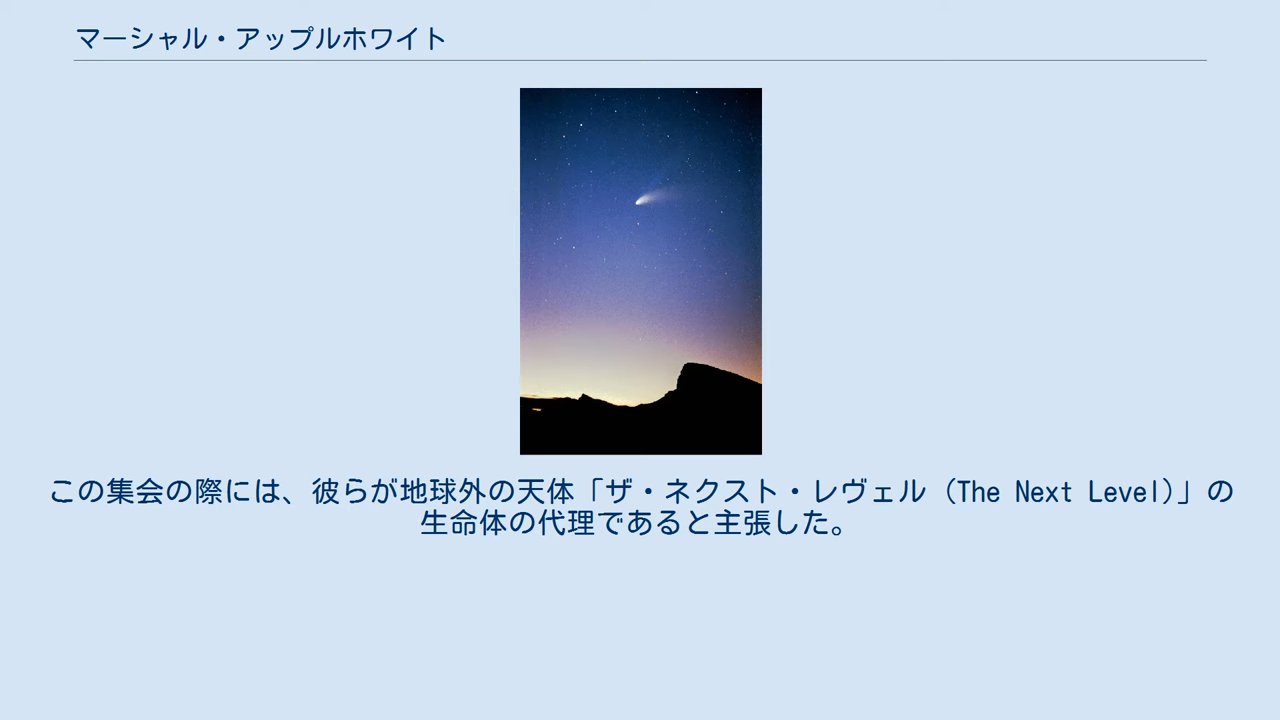 マーシャル・アップルホワイト
この集会の際には、彼らが地球外の天体「ザ・ネクスト・レヴェル (The Next Level)」の
生命体の代理であると主張した。